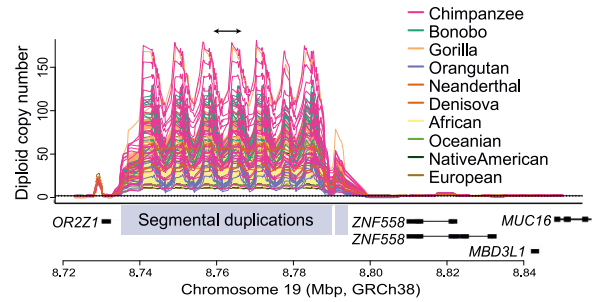 Diploid copy number
150
100
50
0
Chimpanzee
Bonobo
Gorilla
Orangutan
Neanderthal
Denisova
African
Oceanian
NativeAmerican
European
OR2Z1
Segmental duplications
ZNF558
ZNF558
MUC16
MBD3L1
8.72
8.74
8.76
8.78
8.80
8.82
8.84
Chromosome 19 (Mbp, GRCh38)